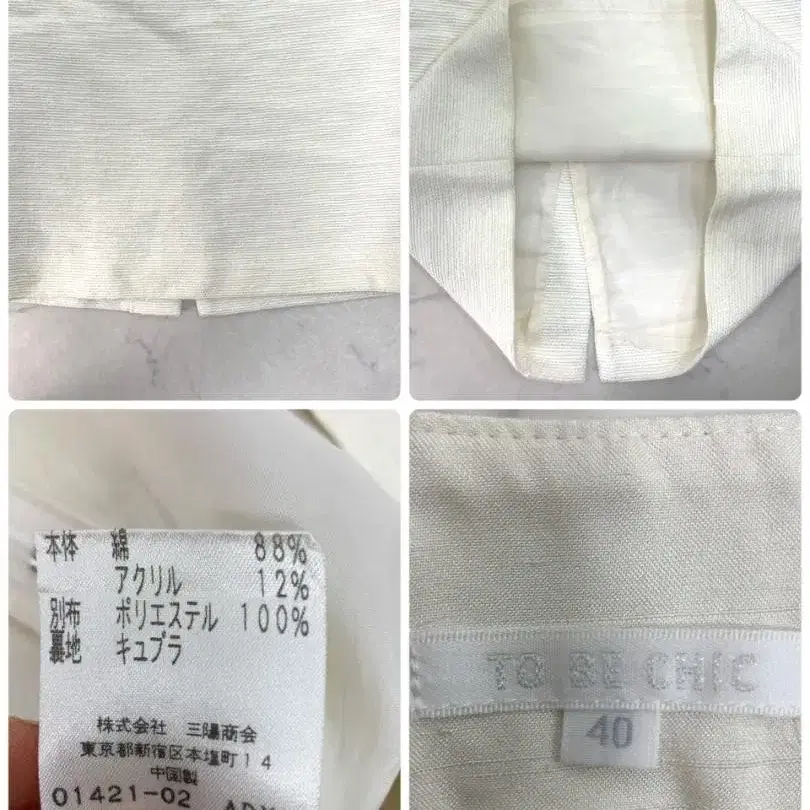 本体 綿 88%
アクリル 12%
別布 ポリエステル 100%
裏地 キュプラ
株式会社 三陽商会
東京都新宿区本塩町14
中国製
01421-02
TO BE CHIC
40